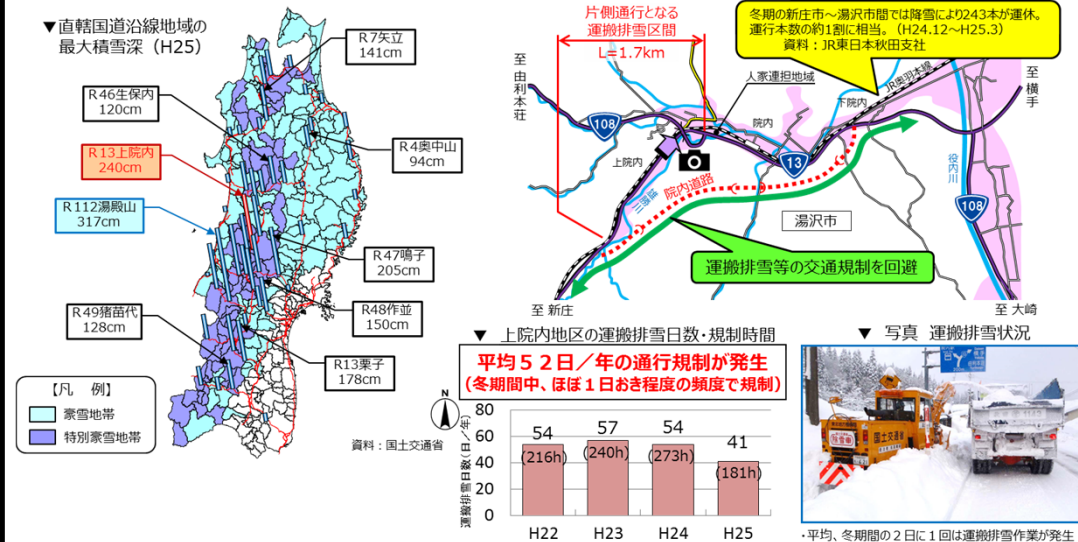 ▼直轄国道沿線地域の
最大積雪深（H25）
R7矢立
141cm
R46生保内
120cm
R13上院内
240cm
R4奥中山
94cm
R112湯殿山
317cm
R47鳴子
205cm
R49猪苗代
128cm
R48作並
150cm
R13栗子
178cm
【凡　例】
豪雪地帯
特別豪雪地帯
資料：国土交通省
N
片側通行となる
運搬排雪区間
L=1.7km
冬期の新庄市～湯沢市間では降雪により243本が運休。
運行本数の約1割に相当。（H24.12～H25.3）
資料：JR東日本秋田支社
至 由利本荘
至 横手
人家連担地域
JR奥羽本線
下院内
院内
上院内
108
13
108
役内川
雄勝川
院内道路
湯沢市
運搬排雪等の交通規制を回避
至 新庄
至 大崎
▼　上院内地区の運搬排雪日数・規制時間
平均５２日／年の通行規制が発生
（冬期間中、ほぼ１日おき程度の頻度で規制）
運搬排雪日数（日／年）
80
60
40
20
0
54
(216h)
57
(240h)
54
(273h)
41
(181h)
H22
H23
H24
H25
▼　写真　運搬排雪状況
除雪車
国土交通省
・平均、冬期間の２日に１回は運搬排雪作業が発生